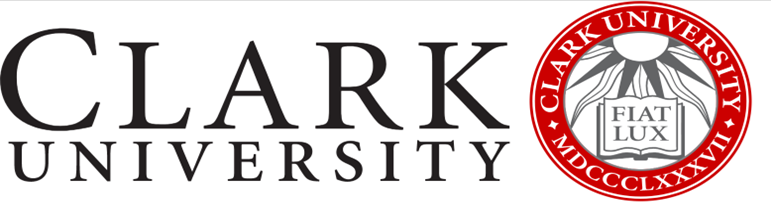 CLARK
UNIVERSITY
CLARK UNIVERSITY
FIAT
LUX
MDCCCLXXXVII